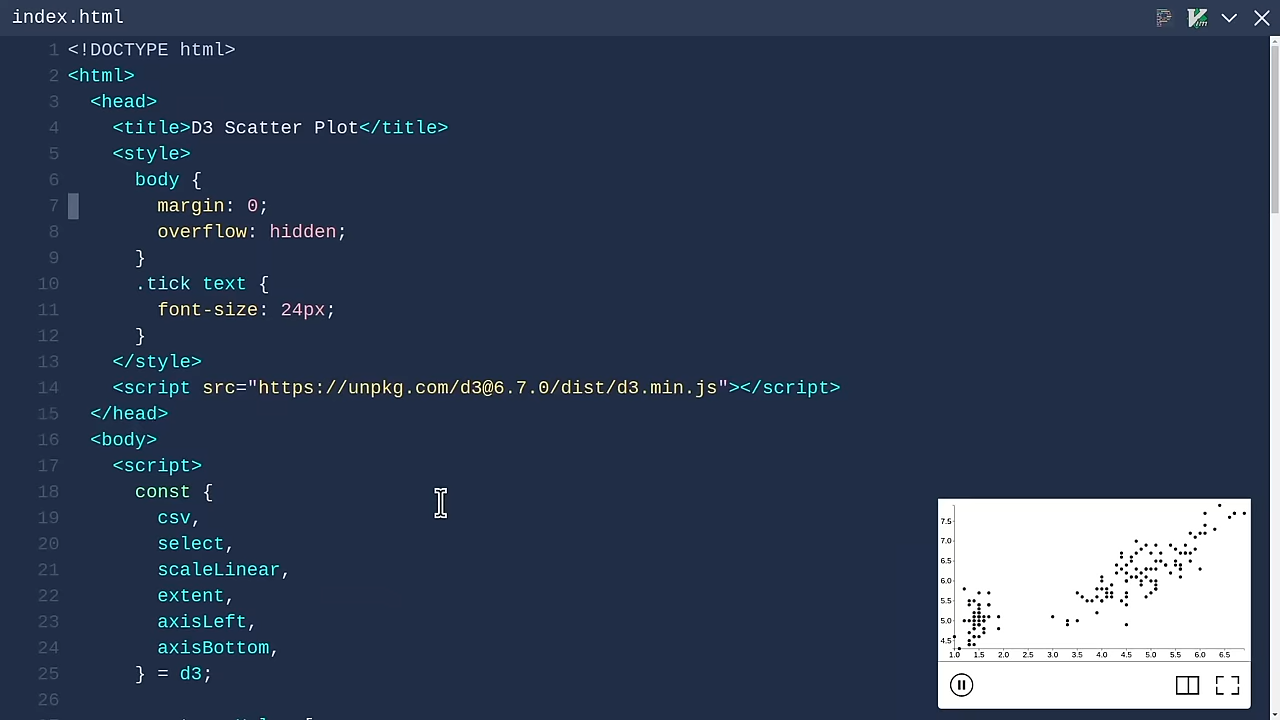 index.html
1 <!DOCTYPE html>
2 <html>
3 <head>
4 <title>D3 Scatter Plot</title>
5 <style>
6 body {
7 margin: 0;
8 overflow: hidden;
9 }
10 .tick text {
11 font-size: 24px;
12 }
13 </style>
14 <script src="https://unpkg.com/d3@6.7.0/dist/d3.min.js"></script>
15 </head>
16 <body>
17 <script>
18 const {
19 csv,
20 select,
21 scaleLinear,
22 extent,
23 axisLeft,
24 axisBottom,
25 } = d3;
26
7.5
7.0
6.5
6.0
5.5
5.0
4.5
1.0 1.5 2.0 2.5 3.0 3.5 4.0 4.5 5.0 5.5 6.0 6.5